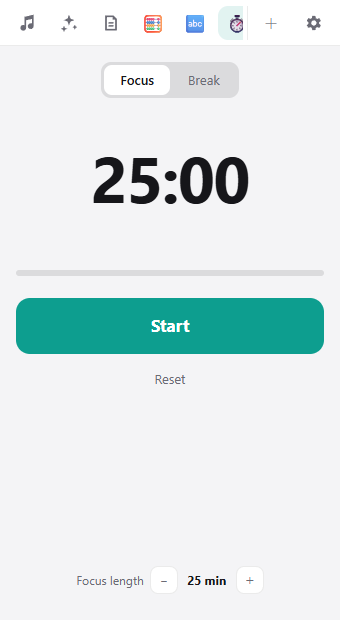 abc
Focus Break
25:00
Start
Reset
Focus length - 25 min +